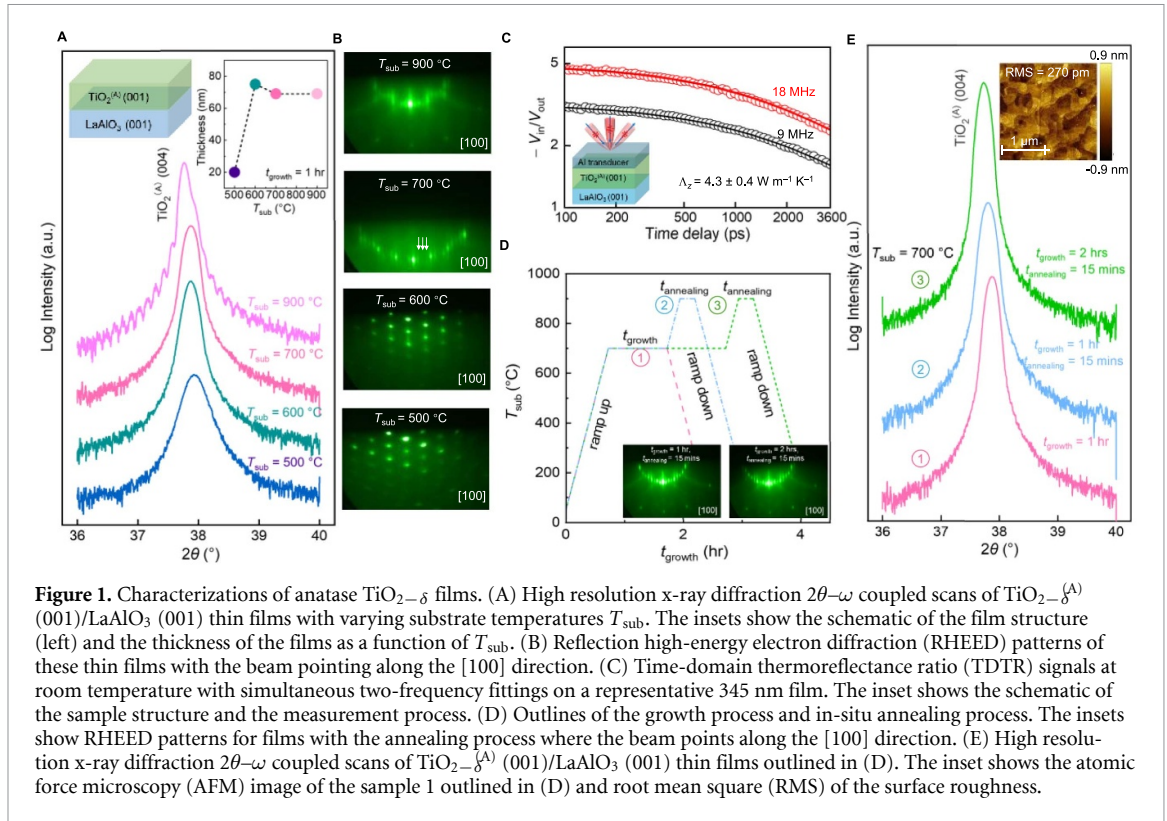 A
TiO2(A) (001)
LaAlO3 (001)
Thickness (nm)
80
60
40
20
tgrowth = 1 hr
500 600 700 800 900
Tsub (°C)
TiO2(A) (004)
Log Intensity (a.u.)
Tsub = 900 °C
Tsub = 700 °C
Tsub = 600 °C
Tsub = 500 °C
36 37 38 39 40
2θ (°)
B
Tsub = 900 °C
[100]
Tsub = 700 °C
[100]
Tsub = 600 °C
[100]
Tsub = 500 °C
[100]
C
− Vin/Vout
5
2
1
18 MHz
9 MHz
Al transducer
TiO2(A) (001)
LaAlO3 (001)
Λz = 4.3 ± 0.4 W m−1 K−1
100 200 500 1000 2000 3600
Time delay (ps)
D
Tsub (°C)
1000
800
600
400
200
0
tannealing
tannealing
2
3
tgrowth
1
ramp up
ramp down
ramp down
tgrowth = 1 hr,
tannealing = 15 mins
[100]
tgrowth = 2 hrs,
tannealing = 15 mins
[100]
0 2 4
tgrowth (hr)
E
TiO2(A) (004)
RMS = 270 pm
1 μm
0.9 nm
-0.9 nm
Log Intensity (a.u.)
Tsub = 700 °C
3
tgrowth = 2 hrs
tannealing = 15 mins
2
tgrowth = 1 hr
tannealing = 15 mins
1
tgrowth = 1 hr
36 37 38 39 40
2θ (°)
Figure 1. Characterizations of anatase TiO2−δ films. (A) High resolution x-ray diffraction 2θ–ω coupled scans of TiO2−δ(A)
(001)/LaAlO3 (001) thin films with varying substrate temperatures Tsub. The insets show the schematic of the film structure
(left) and the thickness of the films as a function of Tsub. (B) Reflection high-energy electron diffraction (RHEED) patterns of
these thin films with the beam pointing along the [100] direction. (C) Time-domain thermoreflectance ratio (TDTR) signals at
room temperature with simultaneous two-frequency fittings on a representative 345 nm film. The inset shows the schematic of
the sample structure and the measurement process. (D) Outlines of the growth process and in-situ annealing process. The insets
show RHEED patterns for films with the annealing process where the beam points along the [100] direction. (E) High resolu-
tion x-ray diffraction 2θ–ω coupled scans of TiO2−δ(A) (001)/LaAlO3 (001) thin films outlined in (D). The inset shows the atomic
force microscopy (AFM) image of the sample 1 outlined in (D) and root mean square (RMS) of the surface roughness.